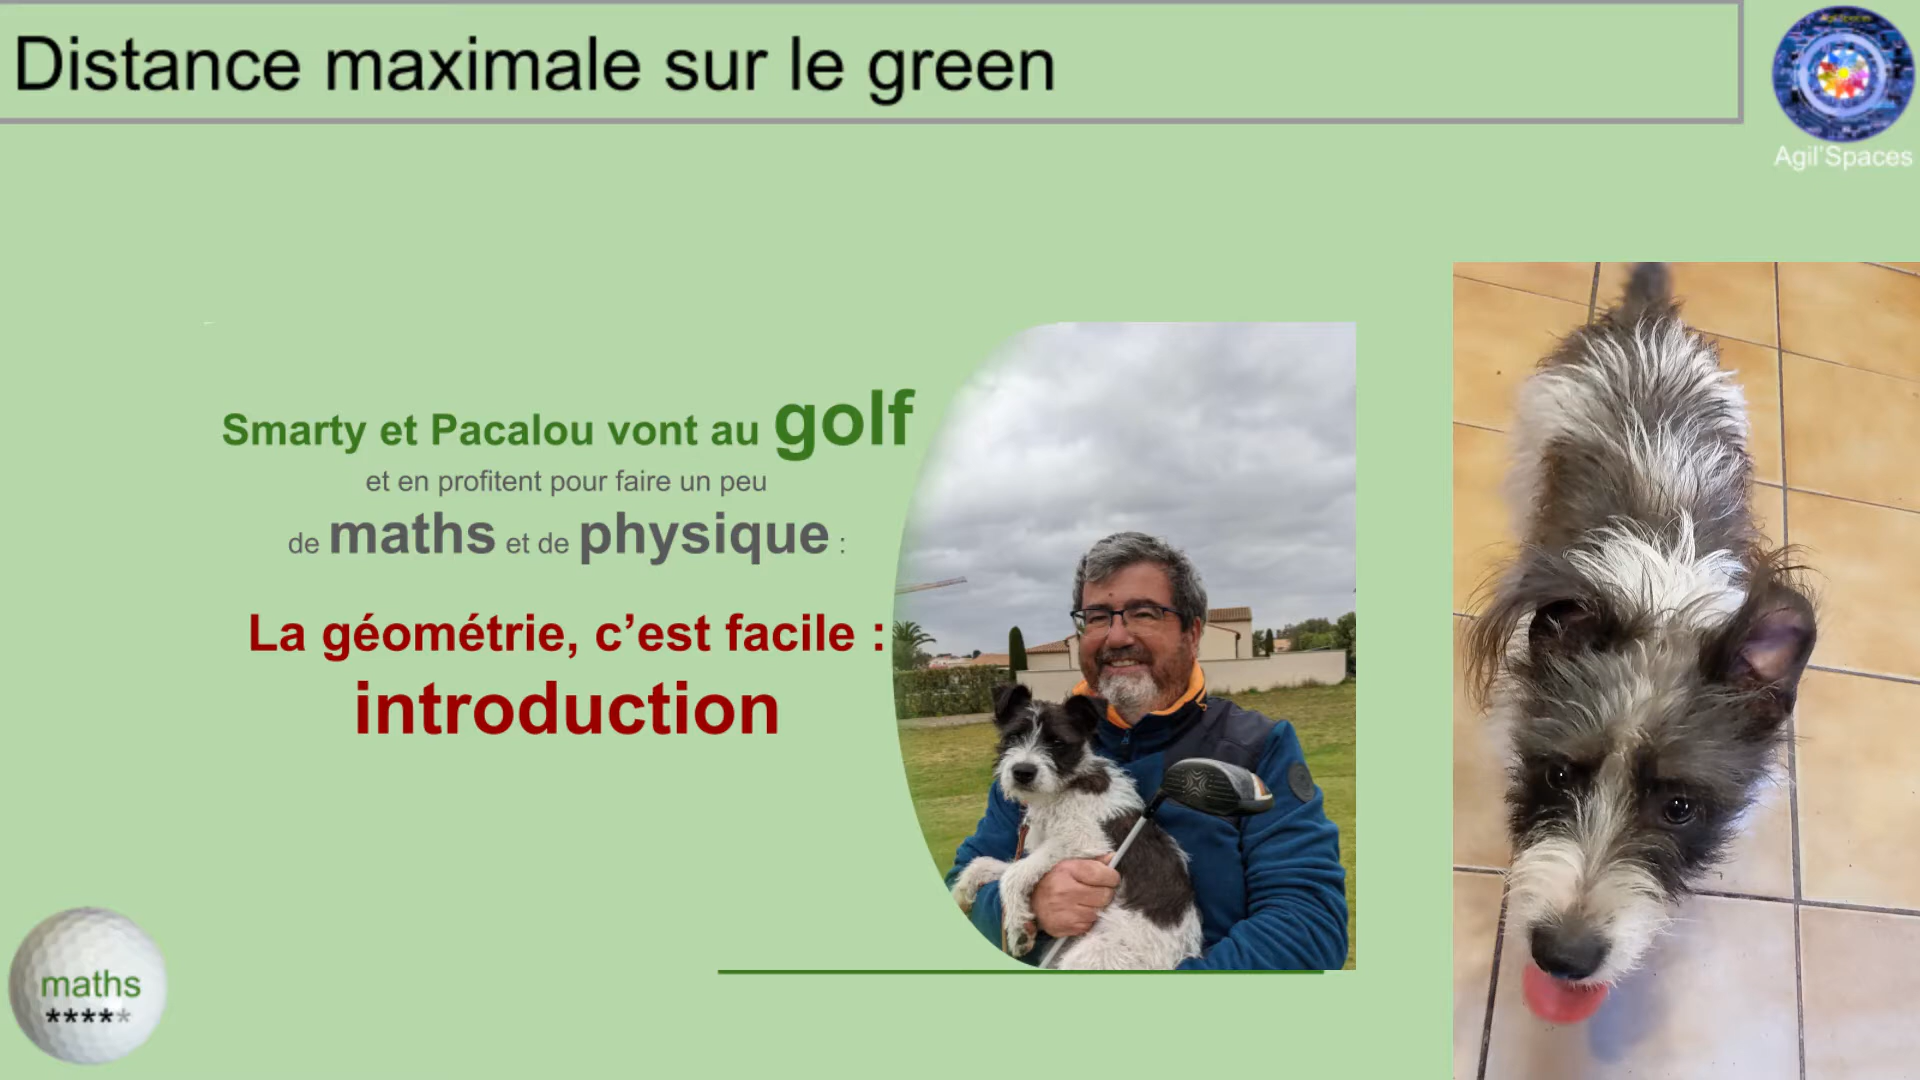 Distance maximale sur le green
Agil'Spaces
Smarty et Pacalou vont au golf
et en profitent pour faire un peu
de maths et de physique :
La géométrie, c’est facile :
introduction
maths
*****